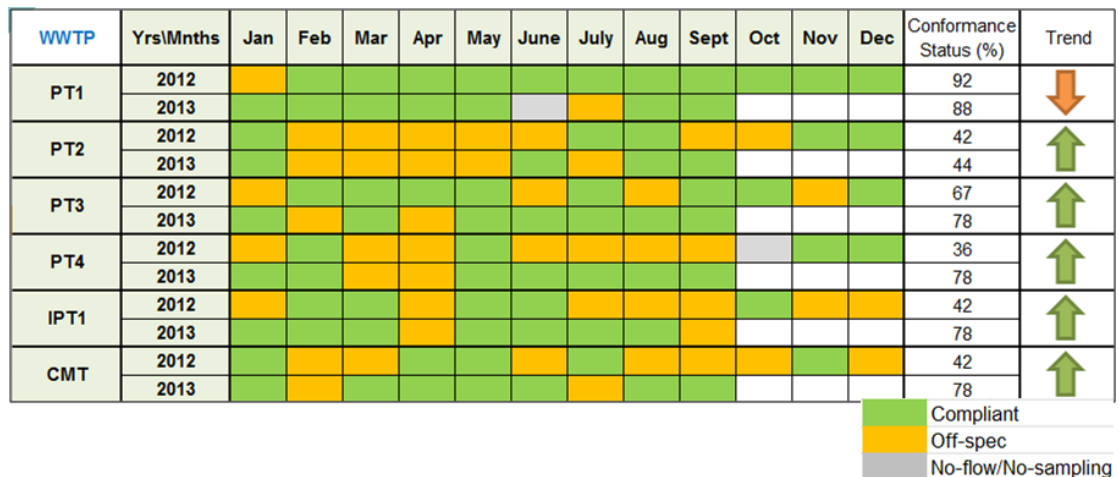 WWTP Yrs\Mnths Jan Feb Mar Apr May June July Aug Sept Oct Nov Dec Conformance Status (%) Trend
PT1 2012 92
2013 88
PT2 2012 42
2013 44
PT3 2012 67
2013 78
PT4 2012 36
2013 78
IPT1 2012 42
2013 78
CMT 2012 42
2013 78
Compliant
Off-spec
No-flow/No-sampling